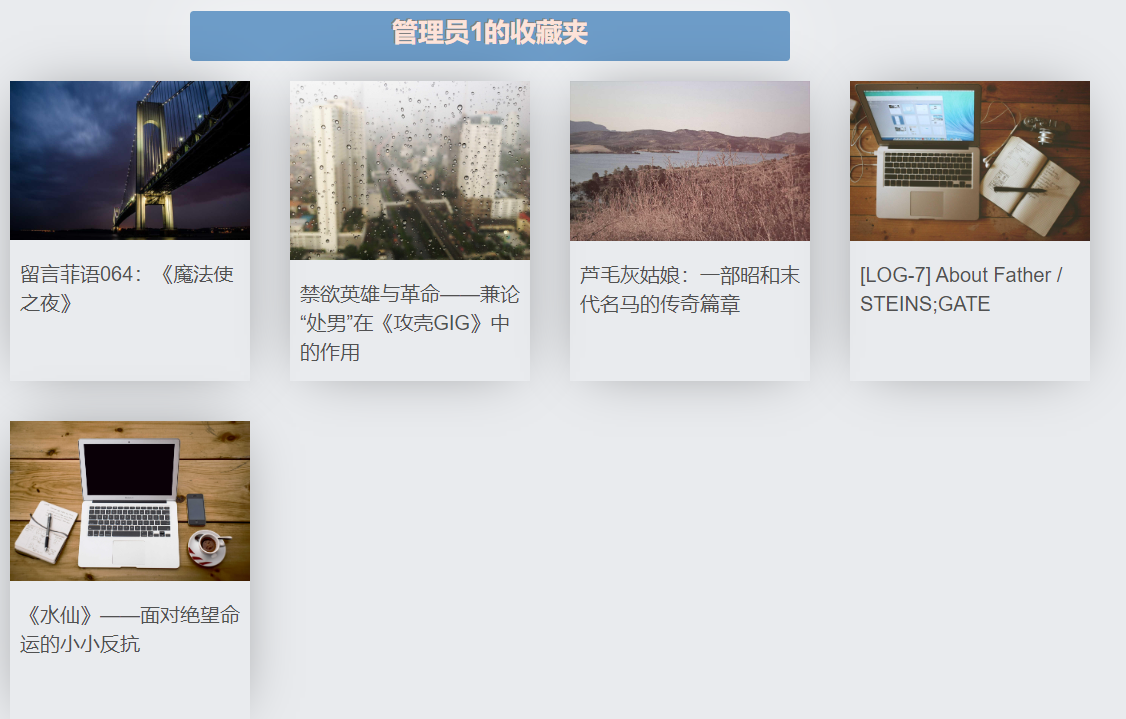 管理员1的收藏夹
留言菲语064：《魔法使
之夜》
禁欲英雄与革命——兼论
“处男”在《攻壳GIG》中
的作用
芦毛灰姑娘：一部昭和末
代名马的传奇篇章
[LOG-7] About Father /
STEINS;GATE
《水仙》——面对绝望命
运的小小反抗